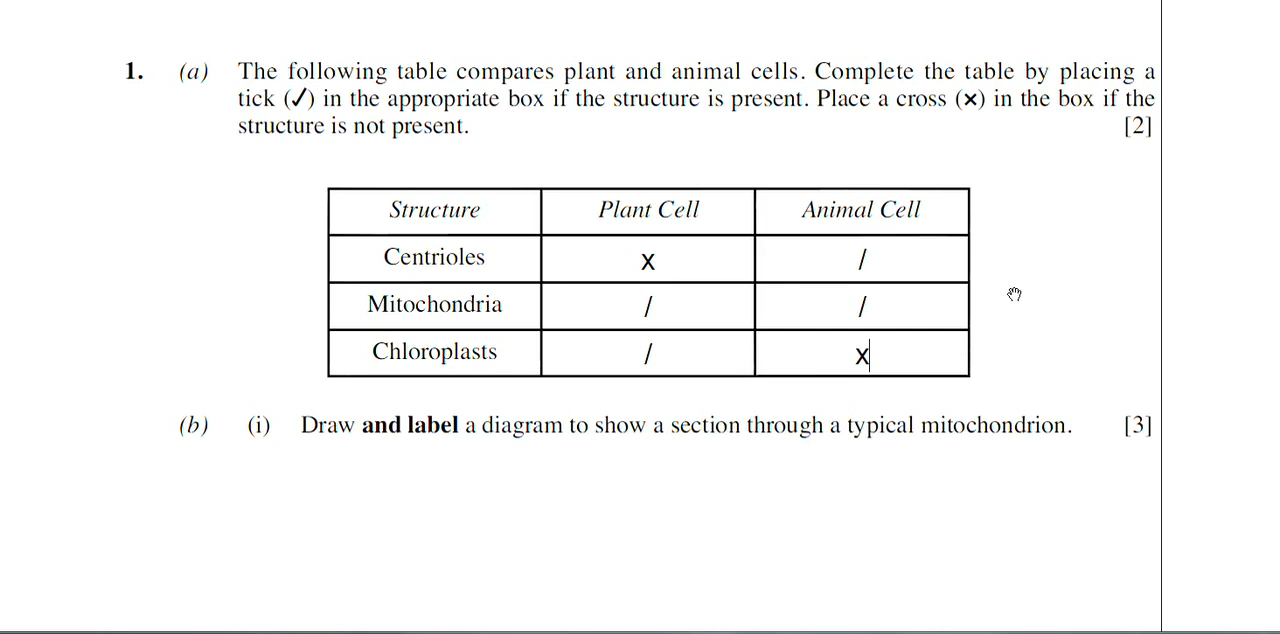 1. (a) The following table compares plant and animal cells. Complete the table by placing a
tick (✓) in the appropriate box if the structure is present. Place a cross (×) in the box if the
structure is not present. [2]
Structure Plant Cell Animal Cell
Centrioles X /
Mitochondria / /
Chloroplasts / X
(b) (i) Draw and label a diagram to show a section through a typical mitochondrion. [3]